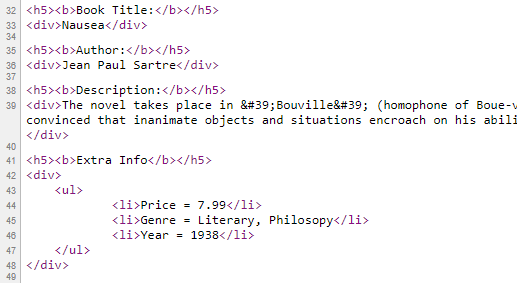 32 <h5><b>Book Title:</b></h5>
33 <div>Nausea</div>
34
35 <h5><b>Author:</b></h5>
36 <div>Jean Paul Sartre</div>
37
38 <h5><b>Description:</b></h5>
39 <div>The novel takes place in &#39;Bouville&#39; (homophone of Boue-v
convinced that inanimate objects and situations encroach on his abili
</div>
40
41 <h5><b>Extra Info</b></h5>
42 <div>
43 <ul>
44 <li>Price = 7.99</li>
45 <li>Genre = Literary, Philosopy</li>
46 <li>Year = 1938</li>
47 </ul>
48 </div>
49